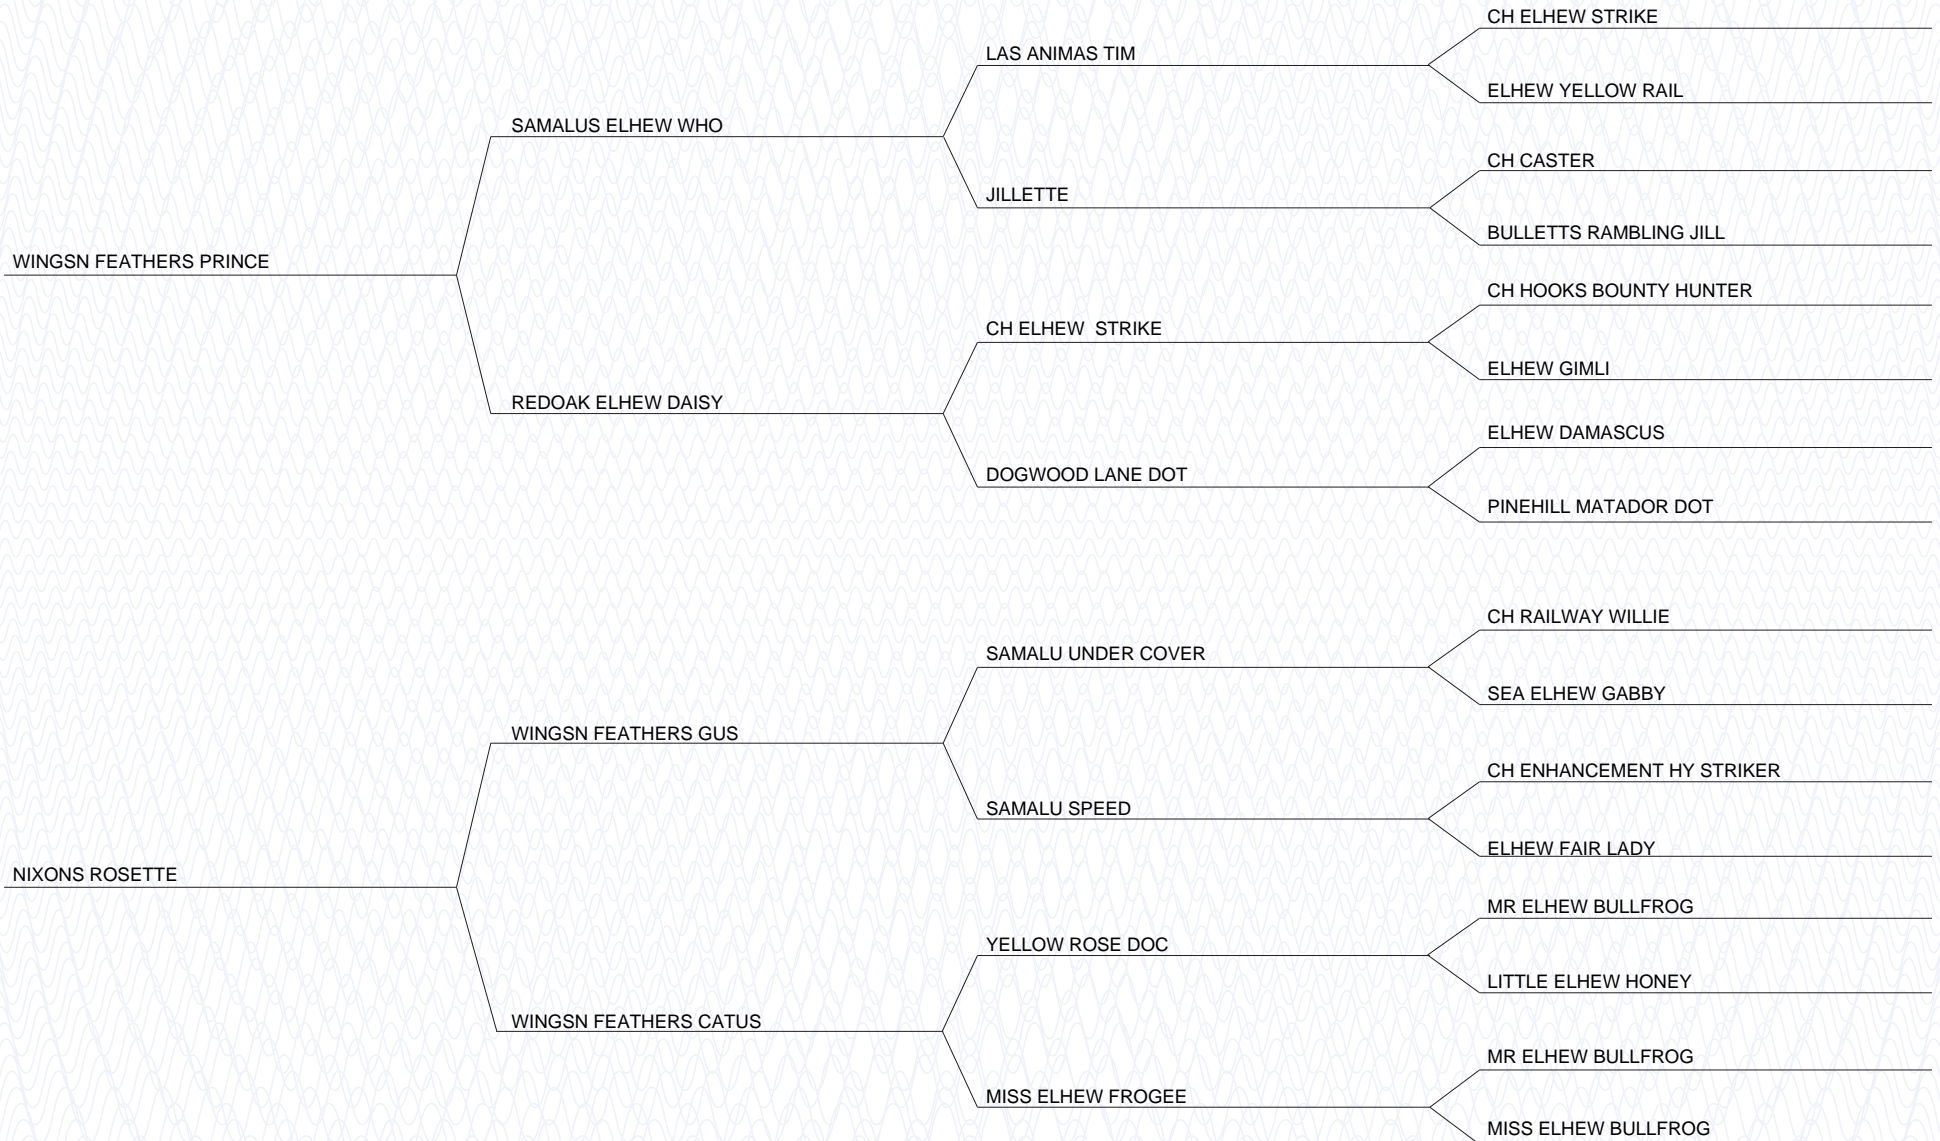 CH ELHEW STRIKE
LAS ANIMAS TIM
ELHEW YELLOW RAIL
SAMALUS ELHEW WHO
CH CASTER
JILLETTE
BULLETTS RAMBLING JILL
WINGSN FEATHERS PRINCE
CH HOOKS BOUNTY HUNTER
CH ELHEW  STRIKE
ELHEW GIMLI
REDOAK ELHEW DAISY
ELHEW DAMASCUS
DOGWOOD LANE DOT
PINEHILL MATADOR DOT
CH RAILWAY WILLIE
SAMALU UNDER COVER
SEA ELHEW GABBY
WINGSN FEATHERS GUS
CH ENHANCEMENT HY STRIKER
SAMALU SPEED
ELHEW FAIR LADY
NIXONS ROSETTE
MR ELHEW BULLFROG
YELLOW ROSE DOC
LITTLE ELHEW HONEY
WINGSN FEATHERS CATUS
MR ELHEW BULLFROG
MISS ELHEW FROGEE
MISS ELHEW BULLFROG